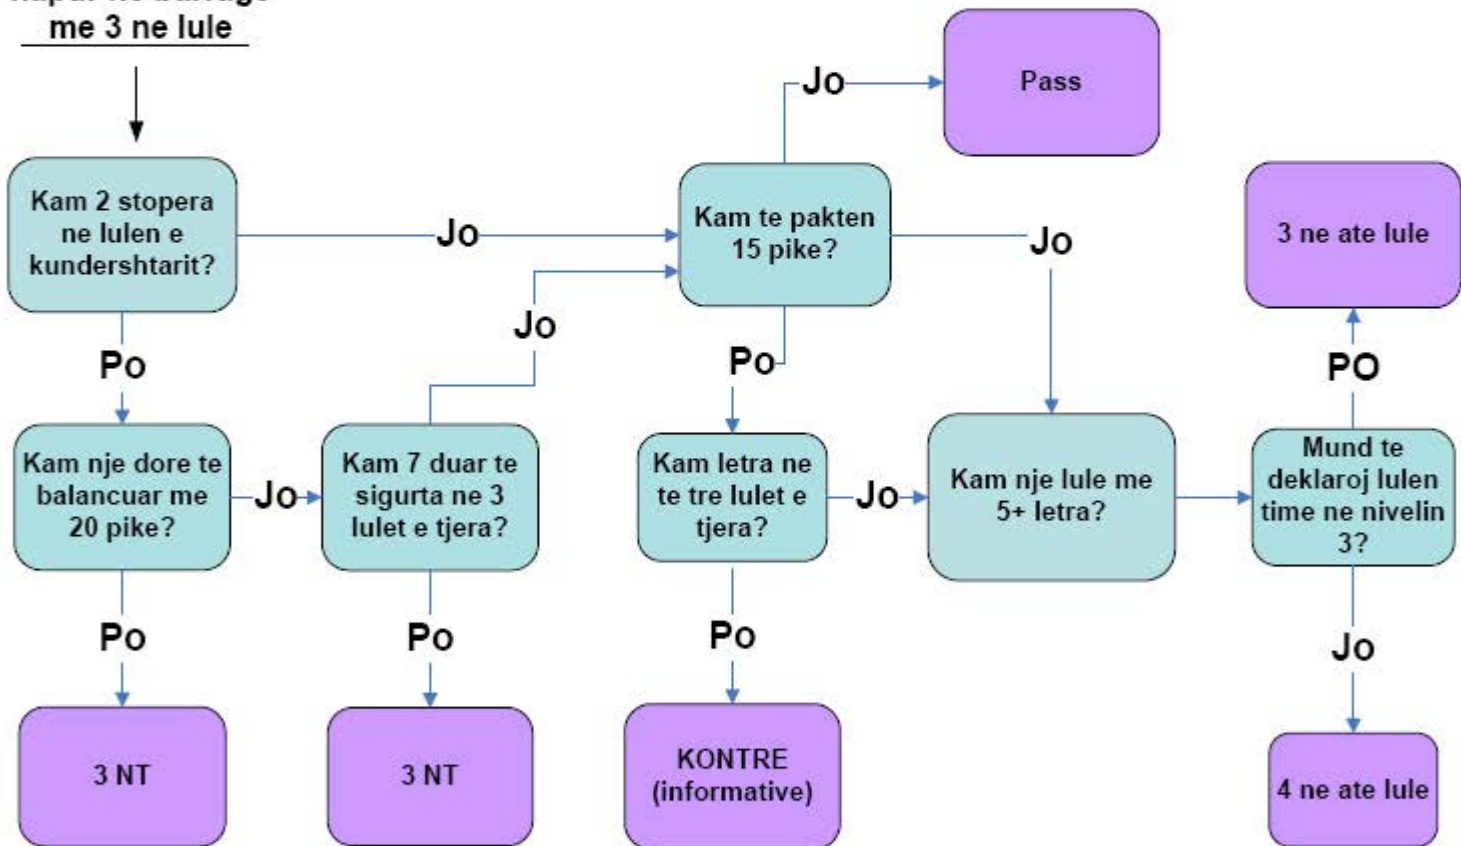 me 3 ne lule
Kam 2 stopera
ne lulen e
kundershtarit?
Jo
Po
Kam nje dore te
balancuar me
20 pike?
Jo
Po
3 NT
Kam 7 duar te
sigurta ne 3
lulet e tjera?
Jo
Po
3 NT
Kam te pakten
15 pike?
Jo
Pass
Jo
Po
Kam letra ne
te tre lulet e
tjera?
Jo
Po
KONTRE
(informative)
Kam nje lule me
5+ letra?
Mund te
deklaroj lulen
time ne nivelin
3?
PO
3 ne ate lule
Jo
4 ne ate lule